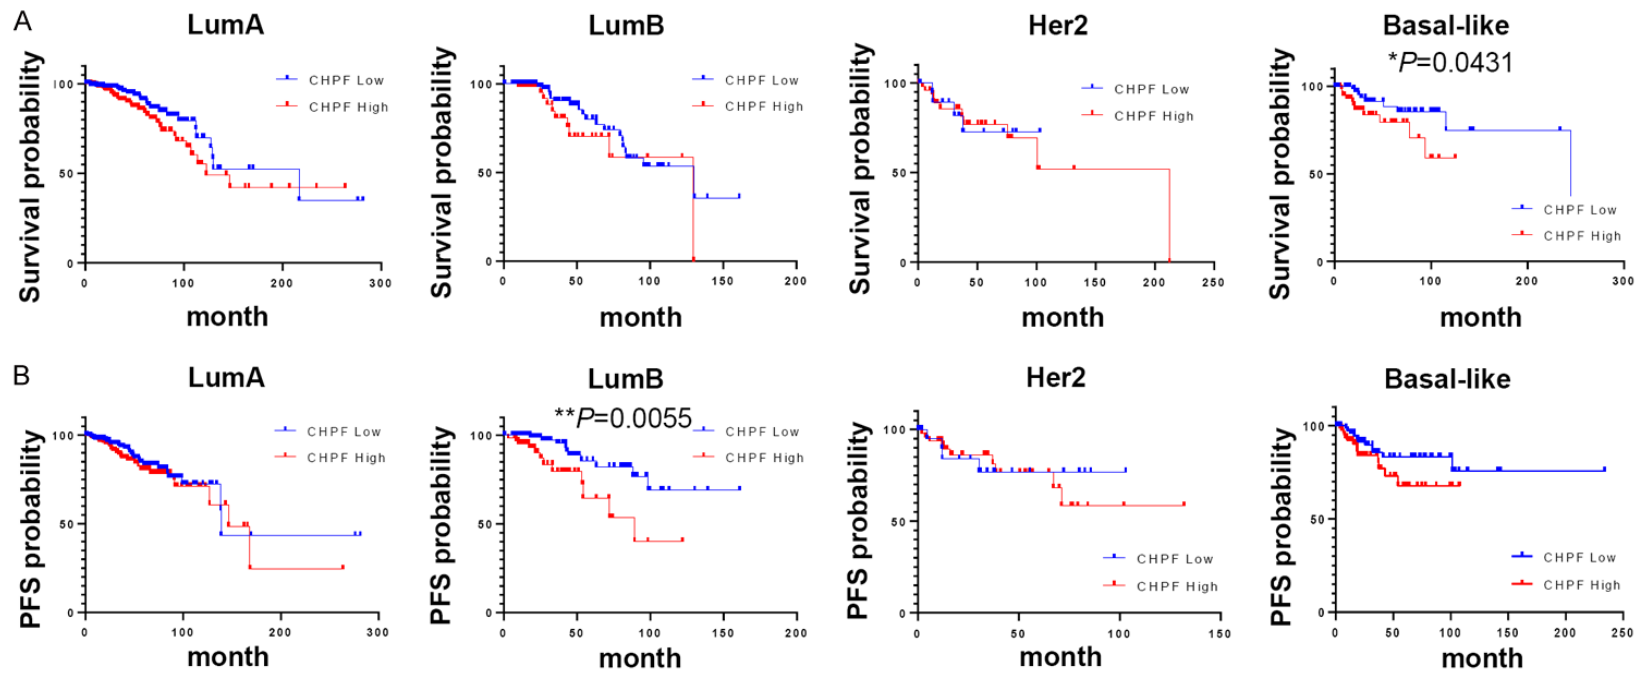 A
LumA
LumB
Her2
Basal-like
*P=0.0431
Survival probability
100
50
0
CHPF Low
CHPF High
0 100 200 300
month
Survival probability
100
50
0
CHPF Low
CHPF High
0 50 100 150 200
month
Survival probability
100
50
0
CHPF Low
CHPF High
0 50 100 150 200 250
month
Survival probability
100
50
0
CHPF Low
CHPF High
0 100 200 300
month
B
LumA
LumB
Her2
Basal-like
**P=0.0055
PFS probability
100
50
0
CHPF Low
CHPF High
0 100 200 300
month
PFS probability
100
50
0
CHPF Low
CHPF High
0 50 100 150 200
month
PFS probability
100
50
0
CHPF Low
CHPF High
0 50 100 150
month
PFS probability
100
50
0
CHPF Low
CHPF High
0 50 100 150 200 250
month